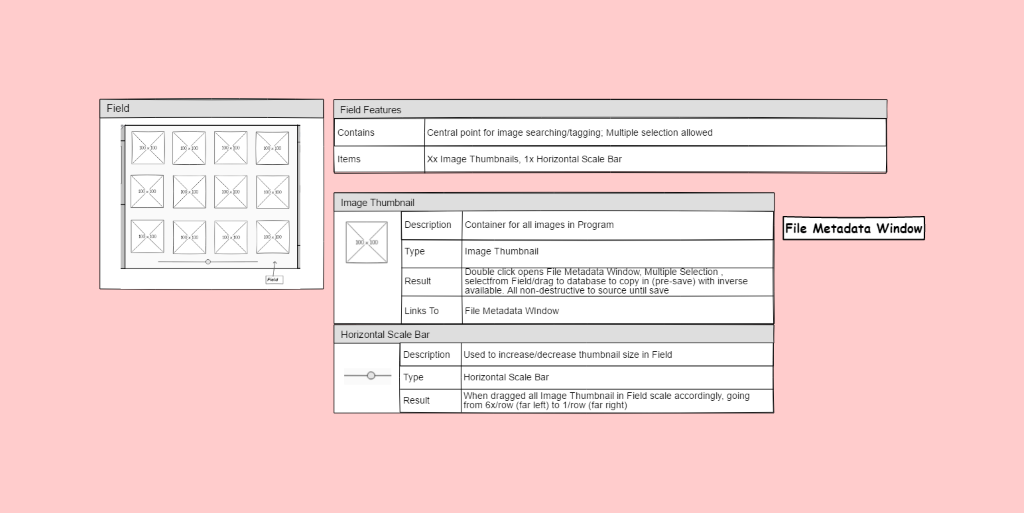 Field
100 x 100 100 x 100 100 x 100 100 x 100
100 x 100 100 x 100 100 x 100 100 x 100
100 x 100 100 x 100 100 x 100 100 x 100
Field
Field Features
Contains Central point for image searching/tagging; Multiple selection allowed
Items Xx Image Thumbnails, 1x Horizontal Scale Bar
Image Thumbnail
100 x 100
Description Container for all images in Program
Type Image Thumbnail
Result Double click opens File Metadata Window, Multiple Selection ,
selectfrom Field/drag to database to copy in (pre-save) with inverse
available. All non-destructive to source until save
Links To File Metadata WIndow
File Metadata Window
Horizontal Scale Bar
Description Used to increase/decrease thumbnail size in Field
Type Horizontal Scale Bar
Result When dragged all Image Thumbnail in Field scale accordingly, going
from 6x/row (far left) to 1/row (far right)